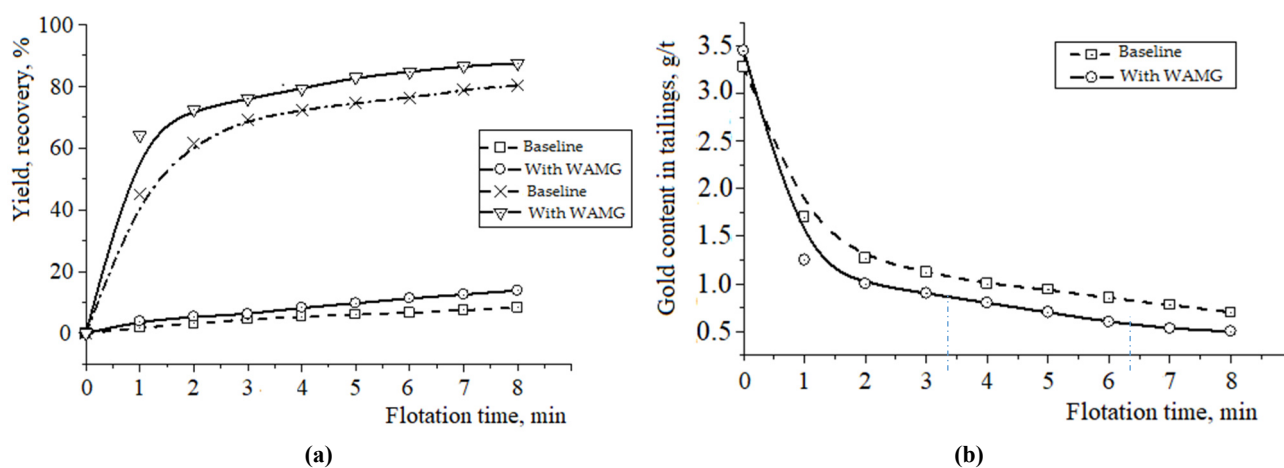 Yield, recovery, %
100
80
60
40
20
0
0 1 2 3 4 5 6 7 8
Flotation time, min
Baseline
With WAMG
Baseline
With WAMG
(a)
Gold content in tailings, g/t
3.5
3.0
2.5
2.0
1.5
1.0
0.5
0 1 2 3 4 5 6 7 8
Flotation time, min
Baseline
With WAMG
(b)